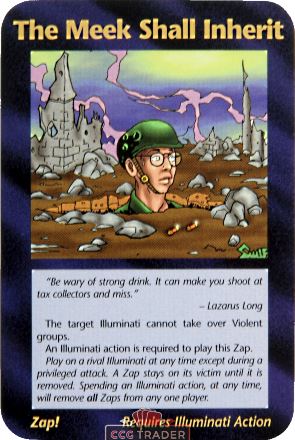 The Meek Shall Inherit
"Be wary of strong drink. It can make you shoot at
tax collectors and miss."
– Lazarus Long
The target Illuminati cannot take over Violent
groups.
An Illuminati action is required to play this Zap.
Play on a rival Illuminati at any time except during a
privileged attack. A Zap stays on its victim until it is
removed. Spending an Illuminati action, at any time,
will remove all Zaps from any one player.
Zap!
Requires Illuminati Action
CCG TRADER